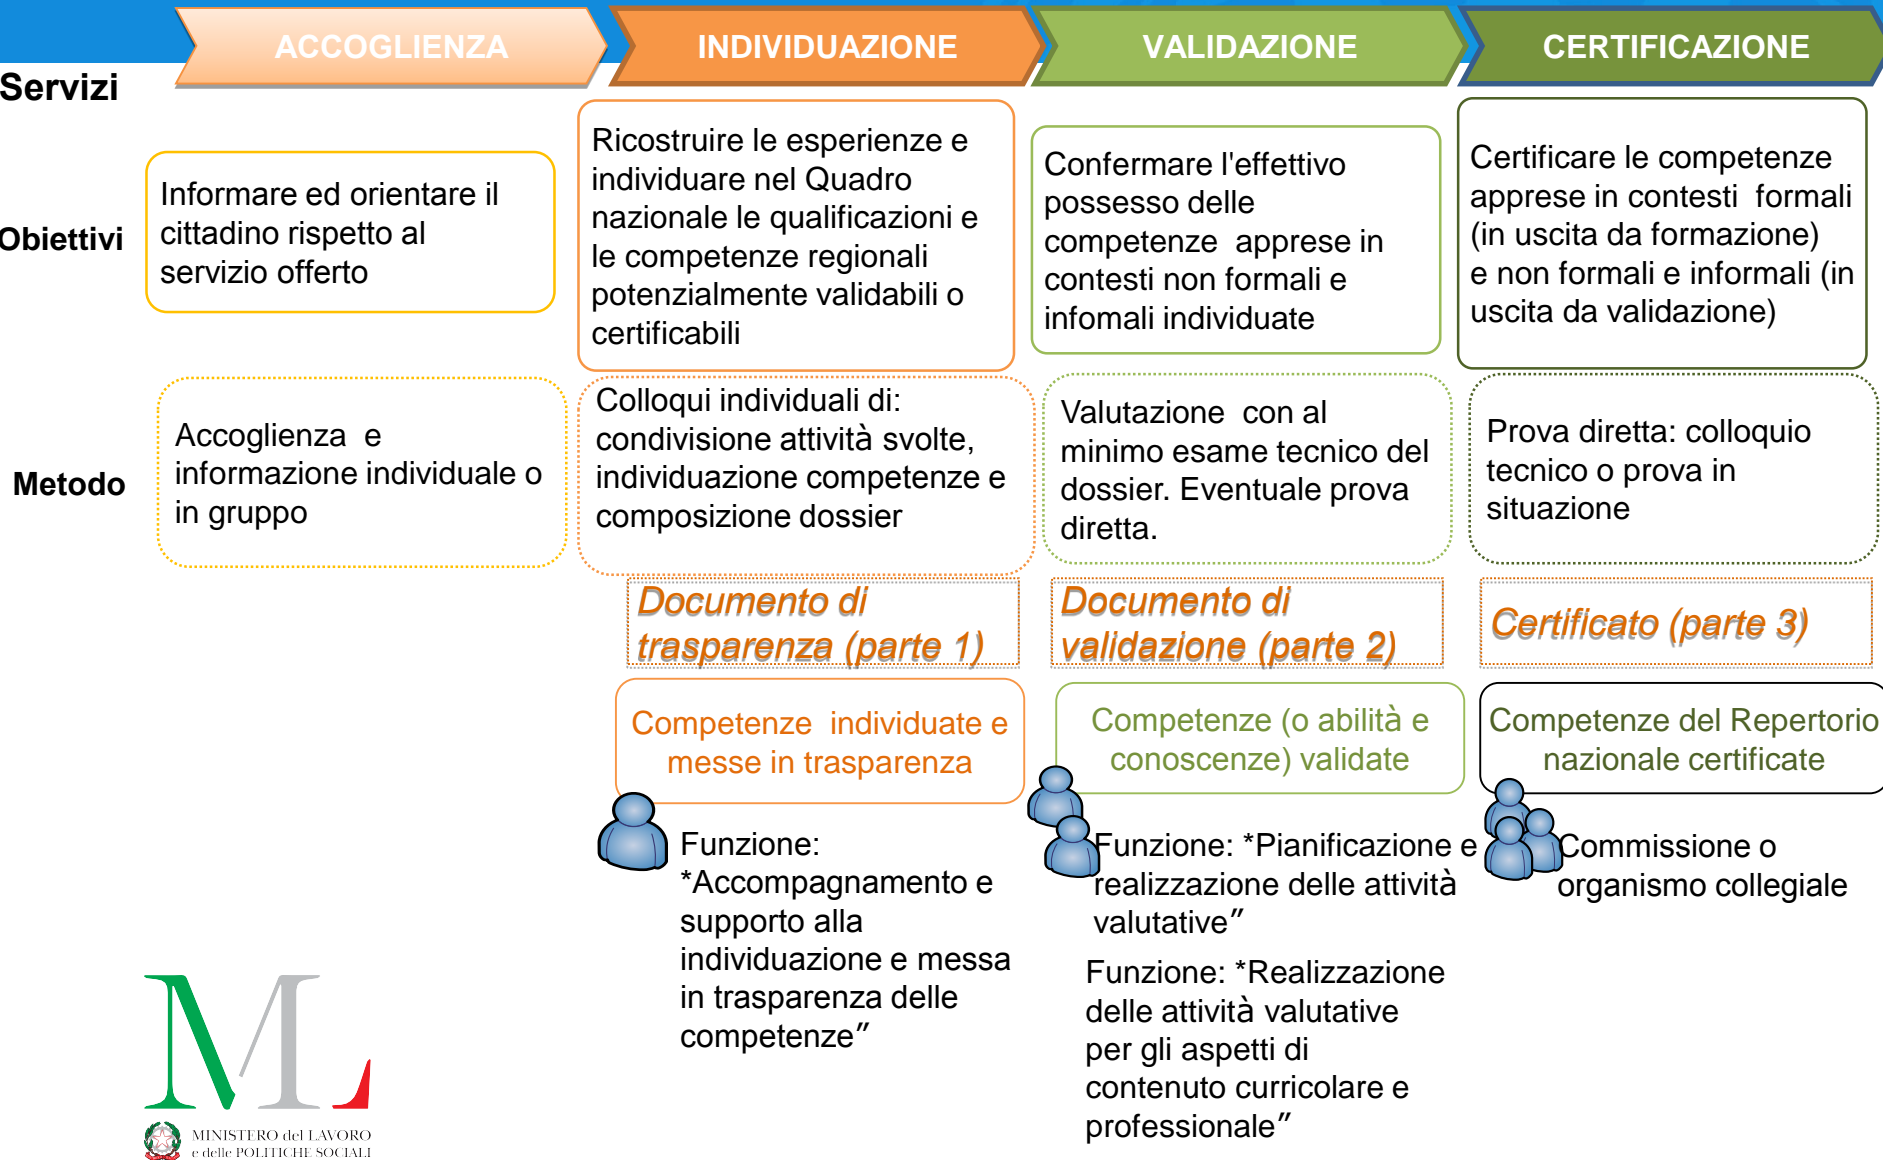 ACCOGLIENZA
INDIVIDUAZIONE
VALIDAZIONE
CERTIFICAZIONE
Servizi
Obiettivi
Informare ed orientare il
cittadino rispetto al
servizio offerto
Ricostruire le esperienze e
individuare nel Quadro
nazionale le qualificazioni e
le competenze regionali
potenzialmente validabili o
certificabili
Confermare l'effettivo
possesso delle
competenze apprese in
contesti non formali e
infomali individuate
Certificare le competenze
apprese in contesti formali
(in uscita da formazione)
e non formali e informali (in
uscita da validazione)
Metodo
Accoglienza e
informazione individuale o
in gruppo
Colloqui individuali di:
condivisione attività svolte,
individuazione competenze e
composizione dossier
Valutazione con al
minimo esame tecnico del
dossier. Eventuale prova
diretta.
Prova diretta: colloquio
tecnico o prova in
situazione
Documento di
trasparenza (parte 1)
Documento di
validazione (parte 2)
Certificato (parte 3)
Competenze individuate e
messe in trasparenza
Competenze (o abilità e
conoscenze) validate
Competenze del Repertorio
nazionale certificate
Funzione:
*Accompagnamento e
supporto alla
individuazione e messa
in trasparenza delle
competenze”
Funzione: *Pianificazione e
realizzazione delle attività
valutative”
Funzione: *Realizzazione
delle attività valutative
per gli aspetti di
contenuto curricolare e
professionale”
Commissione o
organismo collegiale
ML
MINISTERO del LAVORO
e delle POLITICHE SOCIALI